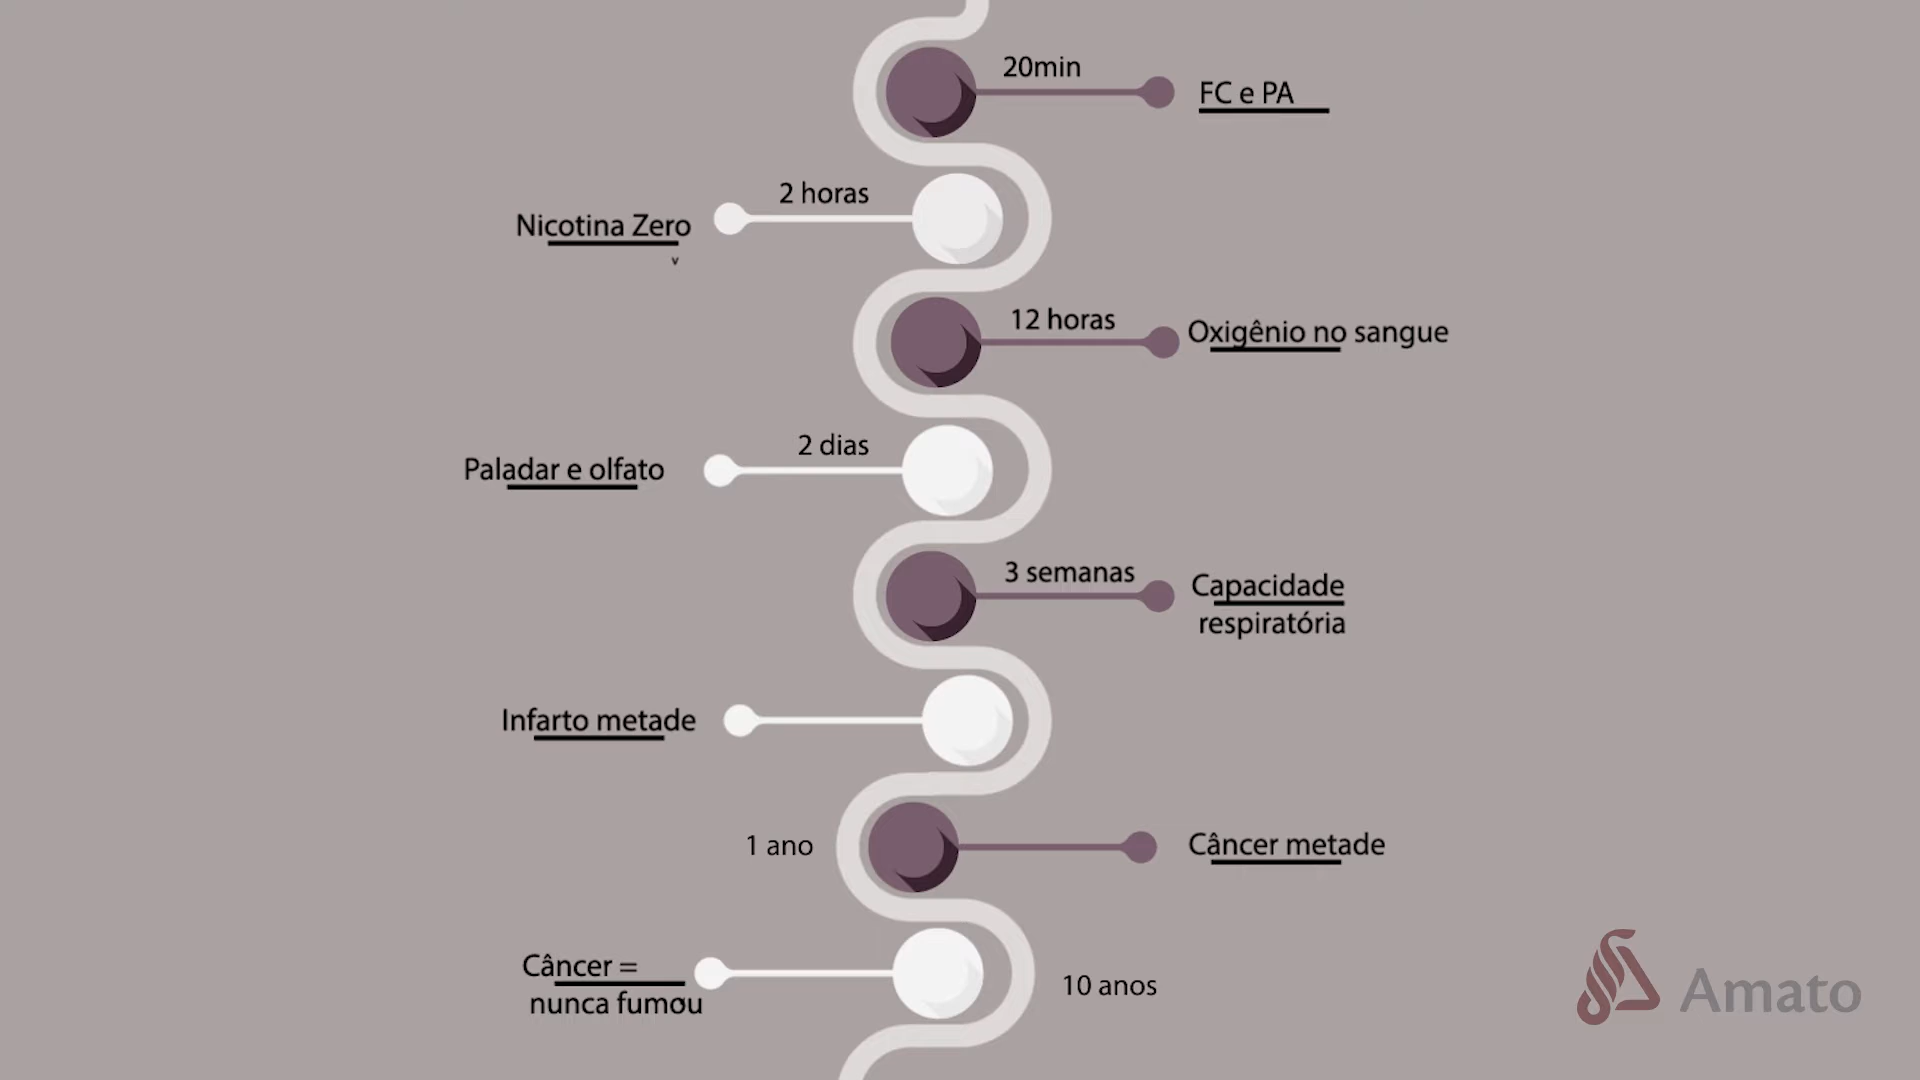 20min
FC e PA
2 horas
Nicotina Zero
v
12 horas
Oxigênio no sangue
2 dias
Paladar e olfato
3 semanas
Capacidade
respiratória
Infarto metade
1 ano
Câncer metade
Câncer =
nunca fumou
10 anos
Amato